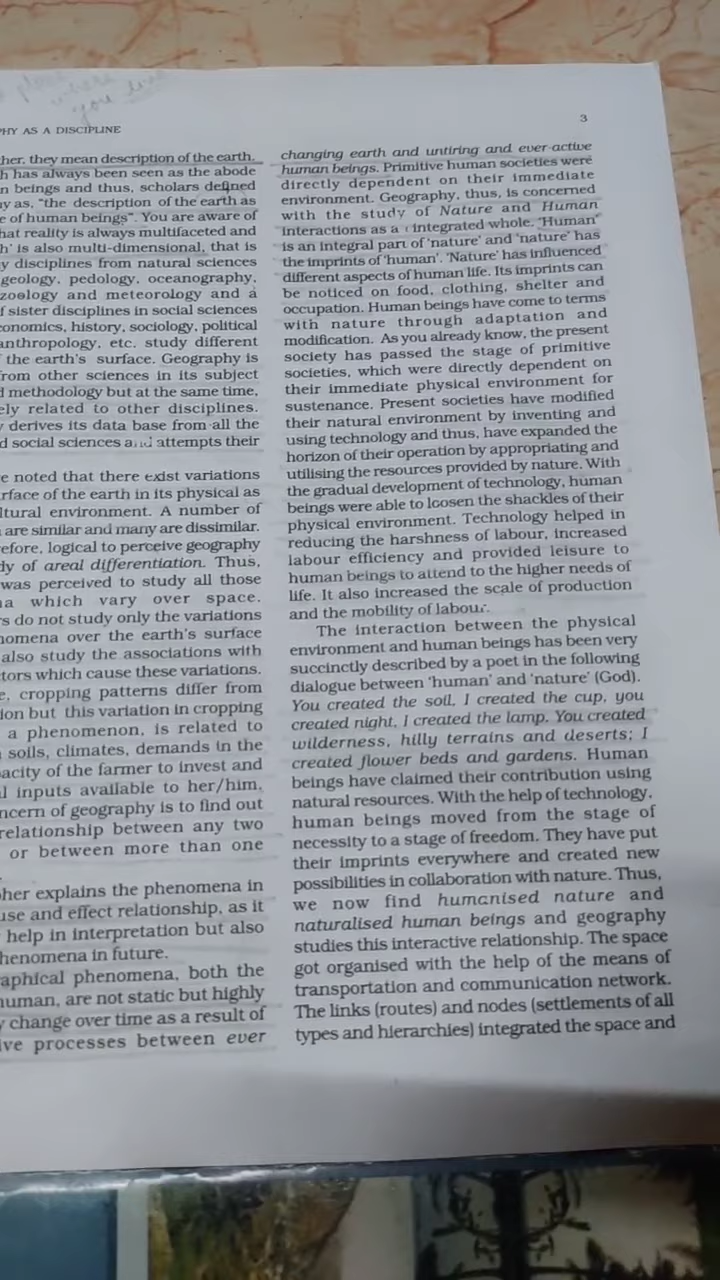 you live
PHY AS A DISCIPLINE
3
ther, they mean description of the earth.
h has always been seen as the abode
n beings and thus, scholars defined
y as, "the description of the earth as
e of human beings". You are aware of
hat reality is always multifaceted and
h' is also multi-dimensional, that is
y disciplines from natural sciences
geology, pedology, oceanography,
zoology and meteorology and a
f sister disciplines in social sciences
conomics, history, sociology, political
anthropology, etc. study different
the earth's surface. Geography is
from other sciences in its subject
d methodology but at the same time,
ely related to other disciplines.
y derives its data base from all the
d social sciences and attempts their
e noted that there exist variations
rface of the earth in its physical as
ltural environment. A number of
are similar and many are dissimilar.
efore, logical to perceive geography
dy of areal differentiation. Thus,
was perceived to study all those
na which vary over space.
rs do not study only the variations
nomena over the earth's surface
also study the associations with
tors which cause these variations.
e, cropping patterns differ from
ion but this variation in cropping
a phenomenon, is related to
soils, climates, demands in the
pacity of the farmer to invest and
l inputs available to her/him.
ncern of geography is to find out
relationship between any two
or between more than one
.
pher explains the phenomena in
use and effect relationship, as it
help in interpretation but also
henomena in future.
raphical phenomena, both the
human, are not static but highly
y change over time as a result of
ive processes between ever
changing earth and untiring and ever-active
human beings. Primitive human societies were
directly dependent on their immediate
environment. Geography, thus, is concerned
with the study of Nature and Human
interactions as a integrated whole. 'Human'
is an integral part of 'nature' and 'nature' has
the imprints of 'human'. 'Nature' has influenced
different aspects of human life. Its imprints can
be noticed on food, clothing, shelter and
occupation. Human beings have come to terms
with nature through adaptation and
modification. As you already know, the present
society has passed the stage of primitive
societies, which were directly dependent on
their immediate physical environment for
sustenance. Present societies have modified
their natural environment by inventing and
using technology and thus, have expanded the
horizon of their operation by appropriating and
utilising the resources provided by nature. With
the gradual development of technology, human
beings were able to loosen the shackles of their
physical environment. Technology helped in
reducing the harshness of labour, increased
labour efficiency and provided leisure to
human beings to attend to the higher needs of
life. It also increased the scale of production
and the mobility of labour.
The interaction between the physical
environment and human beings has been very
succinctly described by a poet in the following
dialogue between 'human' and 'nature' (God).
You created the soil, I created the cup, you
created night, I created the lamp. You created
wilderness, hilly terrains and deserts; I
created flower beds and gardens. Human
beings have claimed their contribution using
natural resources. With the help of technology,
human beings moved from the stage of
necessity to a stage of freedom. They have put
their imprints everywhere and created new
possibilities in collaboration with nature. Thus,
we now find humanised nature and
naturalised human beings and geography
studies this interactive relationship. The space
got organised with the help of the means of
transportation and communication network.
The links (routes) and nodes (settlements of all
types and hierarchies) integrated the space and